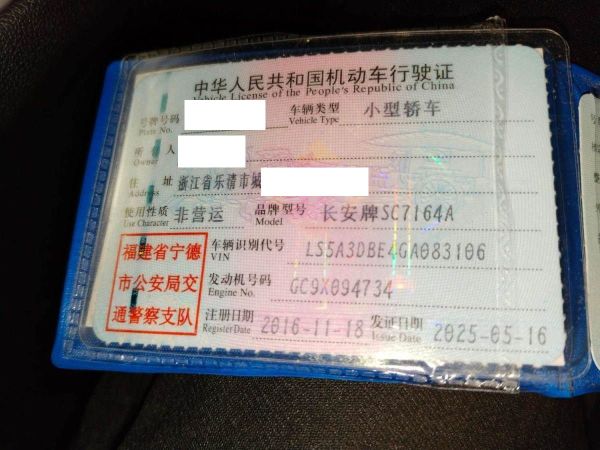 中华人民共和国机动车行驶证
Vehicle License of the People's Republic of China
号牌号码 车辆类型 小型轿车
Plate No. Vehicle Type
所 人
Owner
住 址 浙江省乐清市城
Address
使用性质 非营运 品牌型号 长安牌SC7164A
Use Character Model
福建省宁德
市公安局交
通警察支队
车辆识别代号 LS5A3DBE4GA083106
VIN
发动机号码 GC9X094734
Engine No.
注册日期 2016-11-18 发证日期 2025-05-16
Register Date Issue Date